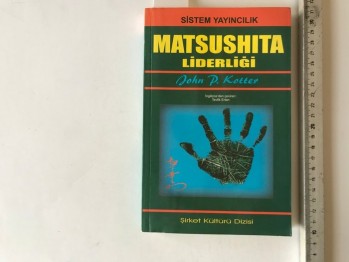 SİSTEM YAYINCILIK
MATSUSHITA
LİDERLİĞİ
John P. Kotter
Şirket Kültürü Dizisi